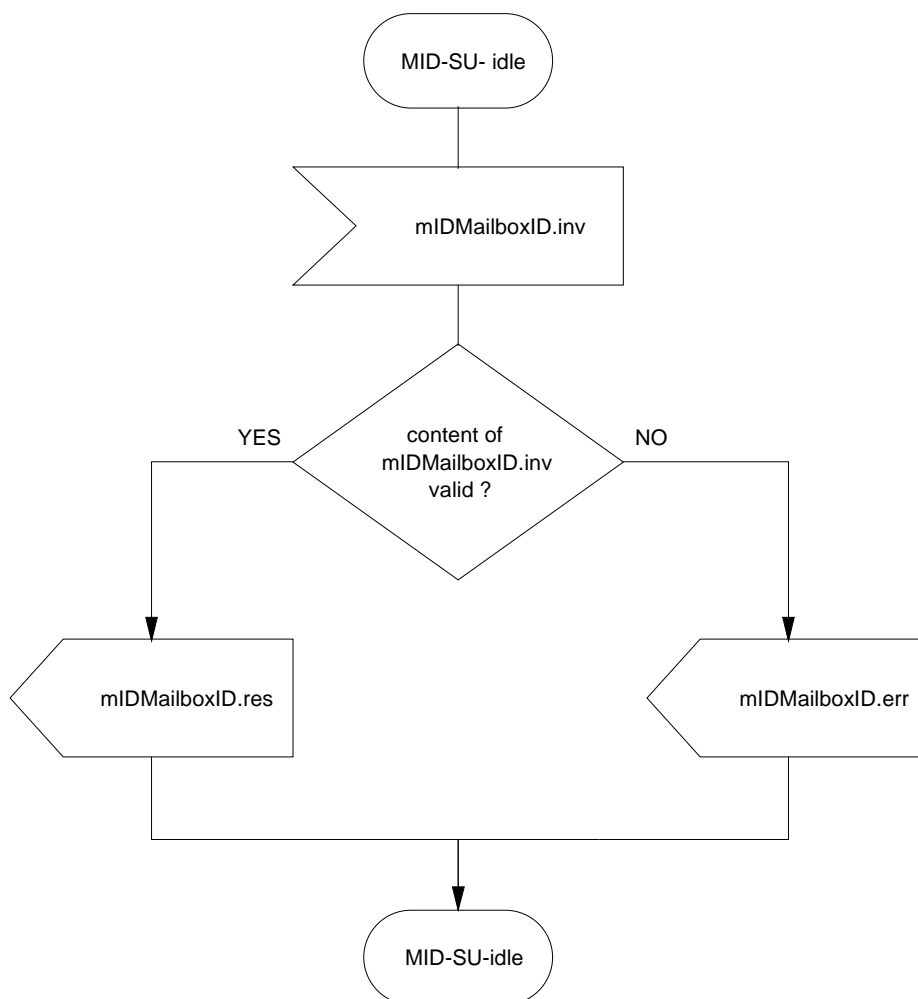 MID-SU- idle
mIDMailboxID.inv
YES
content of
mIDMailboxID.inv
valid ?
NO
mIDMailboxID.res
mIDMailboxID.err
MID-SU-idle